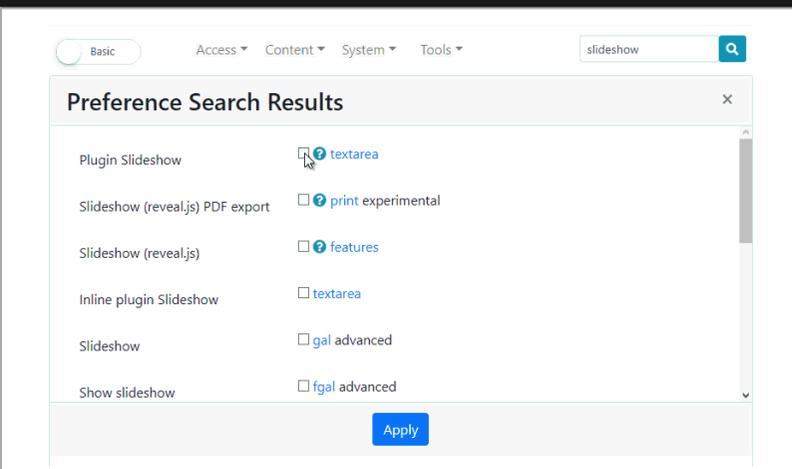 Basic Access Content System Tools slideshow
Preference Search Results ×
Plugin Slideshow ? textarea
Slideshow (reveal.js) PDF export ? print experimental
Slideshow (reveal.js) ? features
Inline plugin Slideshow textarea
Slideshow gal advanced
Show slideshow fgal advanced
Apply